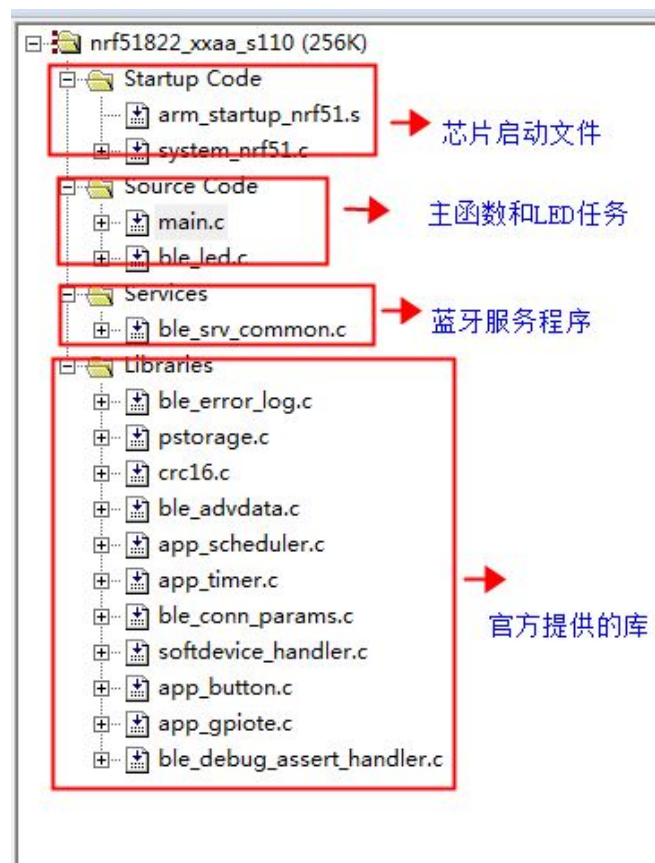 nrf51822_xxaa_s110 (256K)
Startup Code
arm_startup_nrf51.s
system_nrf51.c
芯片启动文件
Source Code
main.c
ble_led.c
主函数和LED任务
Services
ble_srv_common.c
蓝牙服务程序
Libraries
ble_error_log.c
pstorage.c
crc16.c
ble_advdata.c
app_scheduler.c
app_timer.c
ble_conn_params.c
softdevice_handler.c
app_button.c
app_gpiote.c
ble_debug_assert_handler.c
官方提供的库